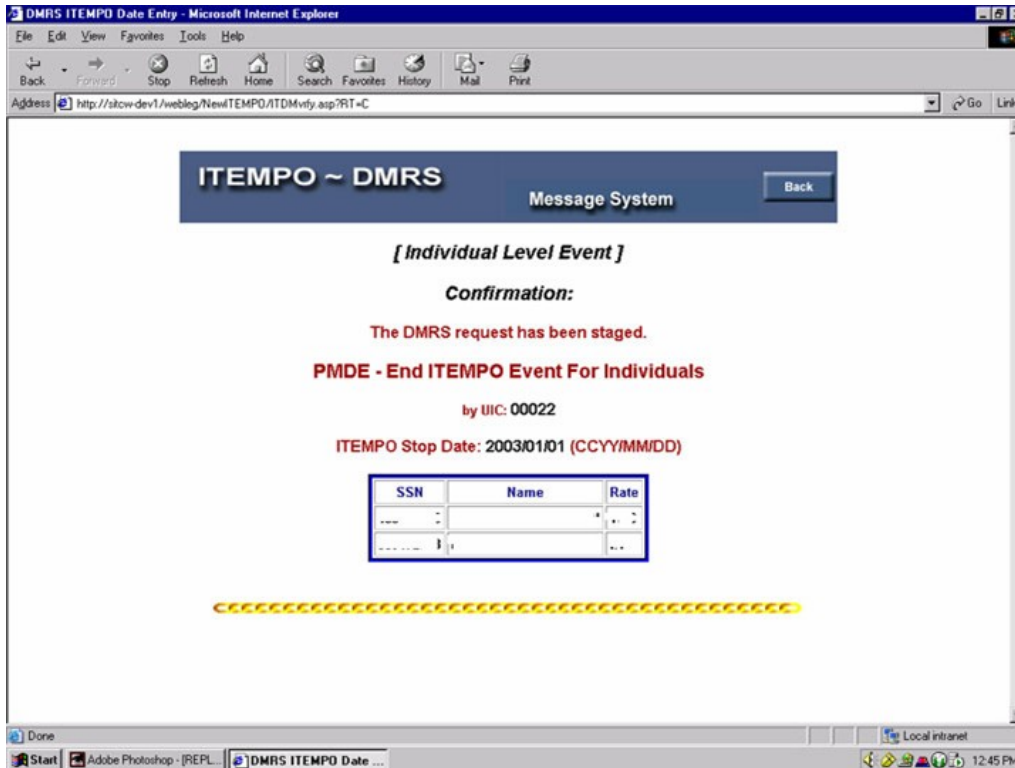 DMRS ITEMPO Date Entry - Microsoft Internet Explorer
File Edit View Favorites Tools Help
Back Forward Stop Refresh Home Search Favorites History Mail Print
Address http://sitcw-dev1/webleg/NewITEMPO/ITDMvrfy.asp?RT=C Go
ITEMPO ~ DMRS
Message System
Back
[ Individual Level Event ]
Confirmation:
The DMRS request has been staged.
PMDE - End ITEMPO Event For Individuals
by UIC: 00022
ITEMPO Stop Date: 2003/01/01 (CCYY/MM/DD)
SSN Name Rate
Done Local intranet
Start Adobe Photoshop - [REPL... DMRS ITEMPO Date ... 12:45 PM